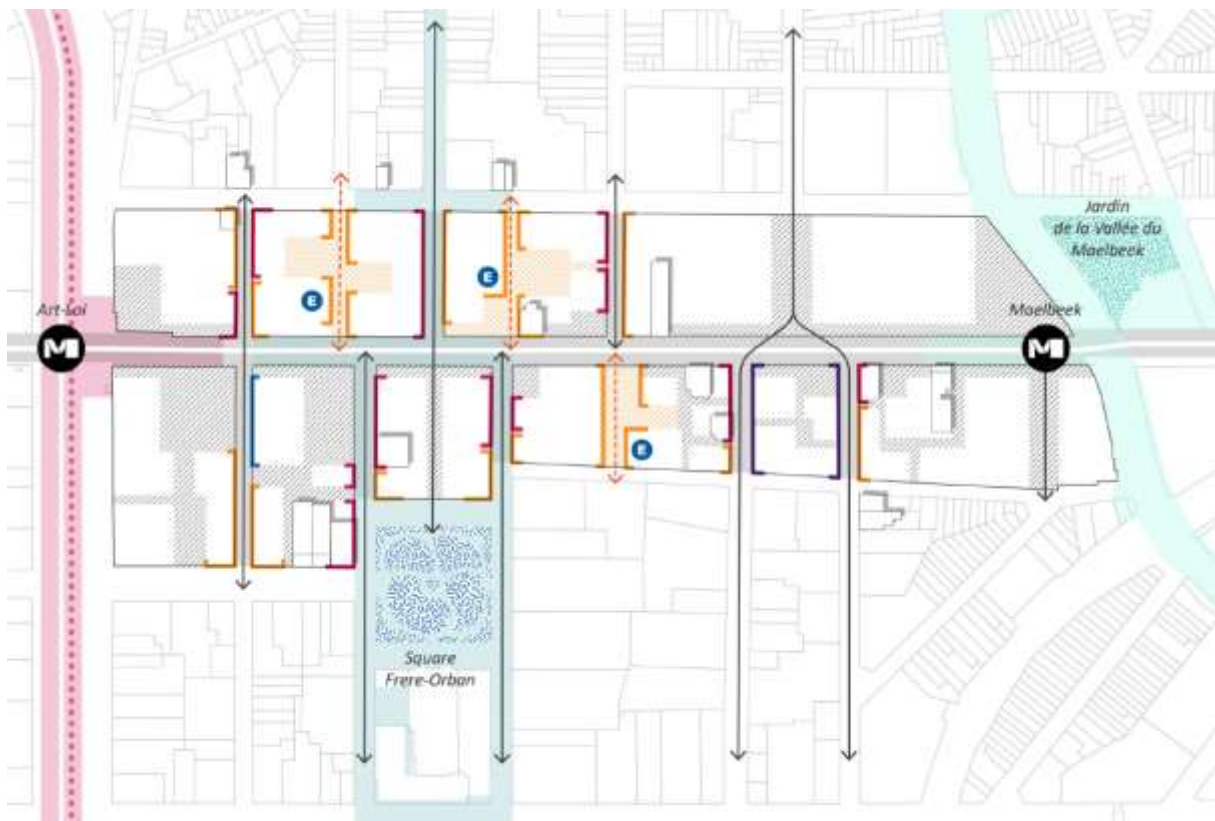 Jardin
de la Vallée du
Maelbeek
E
E
Art-Loi
Maelbeek
M
M
E
Square
Frere-Orban